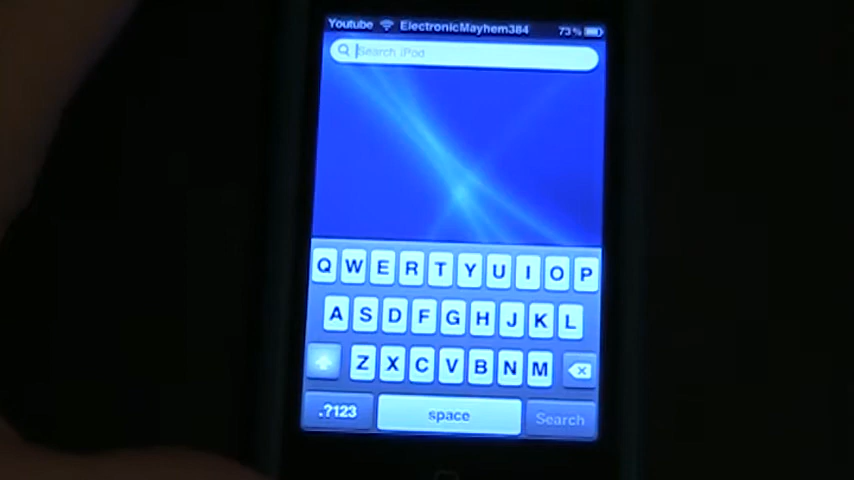 Youtube ElectronicMayhem384 73%
Search iPod
Q W E R T Y U I O P
A S D F G H J K L
Z X C V B N M
.?123 space Search